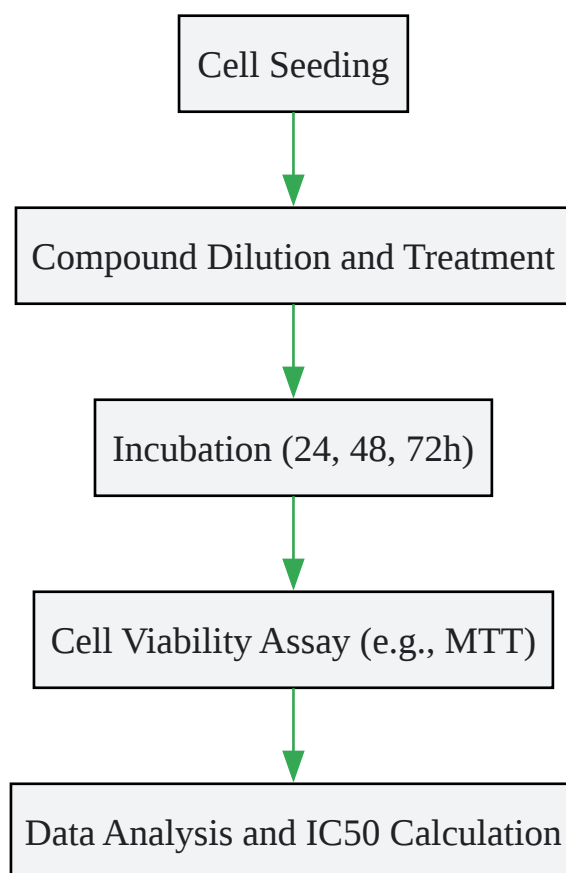 Cell Seeding
Compound Dilution and Treatment
Incubation (24, 48, 72h)
Cell Viability Assay (e.g., MTT)
Data Analysis and IC50 Calculation